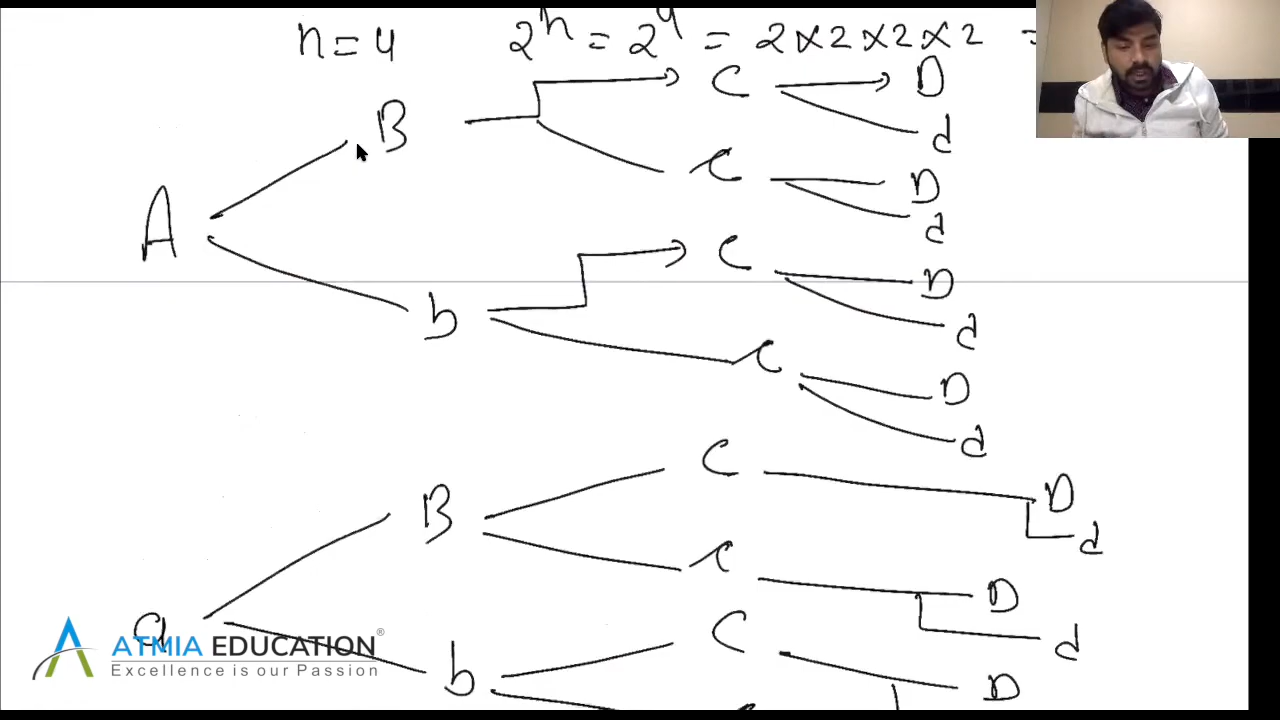 n = 4 2^n = 2^4 = 2 × 2 × 2 × 2 =
C D
B d
c D
A d
C D
b d
c D
d
C D
B d
c D
a d
C
b D
ATMIA EDUCATION®
Excellence is our Passion